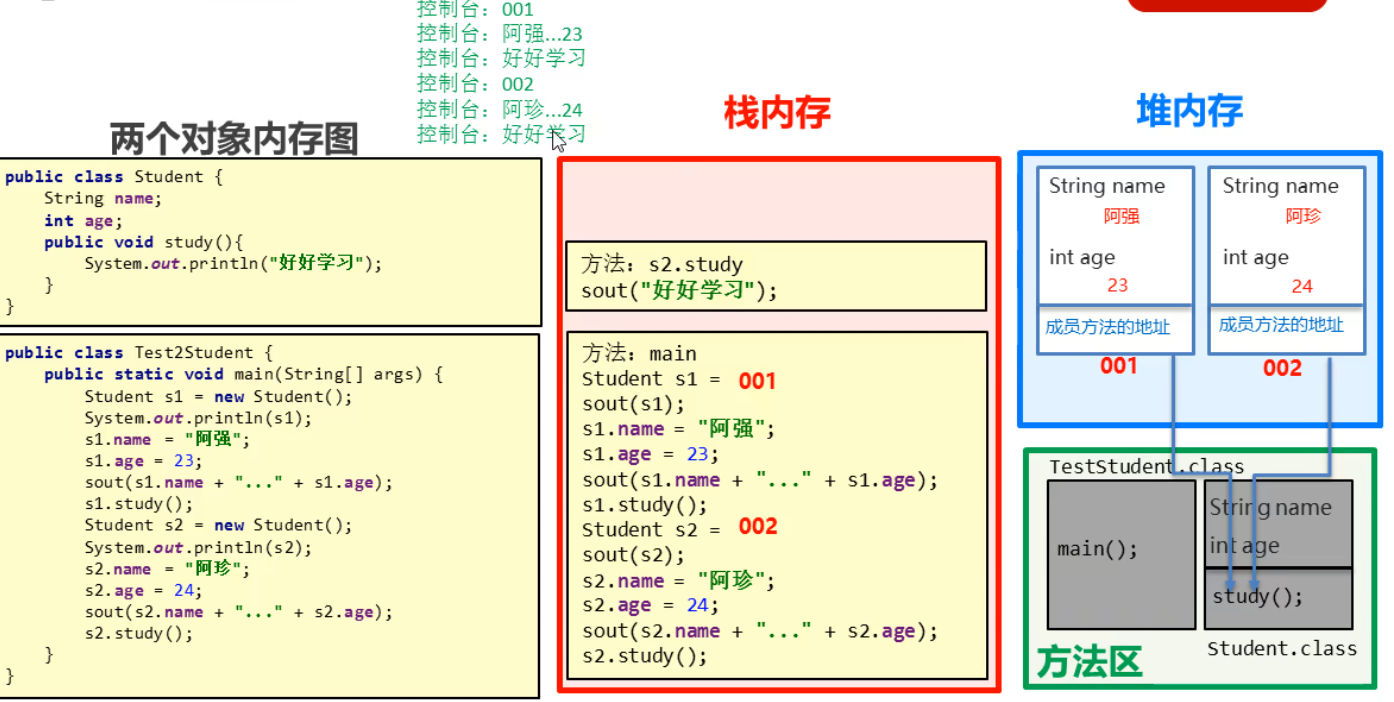 控制台：001
控制台：阿强...23
控制台：好好学习
控制台：002
控制台：阿珍...24
控制台：好好学习
两个对象内存图
public class Student {
String name;
int age;
public void study(){
System.out.println("好好学习");
}
}
public class Test2Student {
public static void main(String[] args) {
Student s1 = new Student();
System.out.println(s1);
s1.name = "阿强";
s1.age = 23;
sout(s1.name + "..." + s1.age);
s1.study();
Student s2 = new Student();
System.out.println(s2);
s2.name = "阿珍";
s2.age = 24;
sout(s2.name + "..." + s2.age);
s2.study();
}
}
栈内存
方法：s2.study
sout("好好学习");
方法：main
Student s1 = 001
sout(s1);
s1.name = "阿强";
s1.age = 23;
sout(s1.name + "..." + s1.age);
s1.study();
Student s2 = 002
sout(s2);
s2.name = "阿珍";
s2.age = 24;
sout(s2.name + "..." + s2.age);
s2.study();
堆内存
String name
阿强
int age
23
成员方法的地址
001
String name
阿珍
int age
24
成员方法的地址
002
TestStudent.class
main();
String name
int age
study();
Student.class
方法区